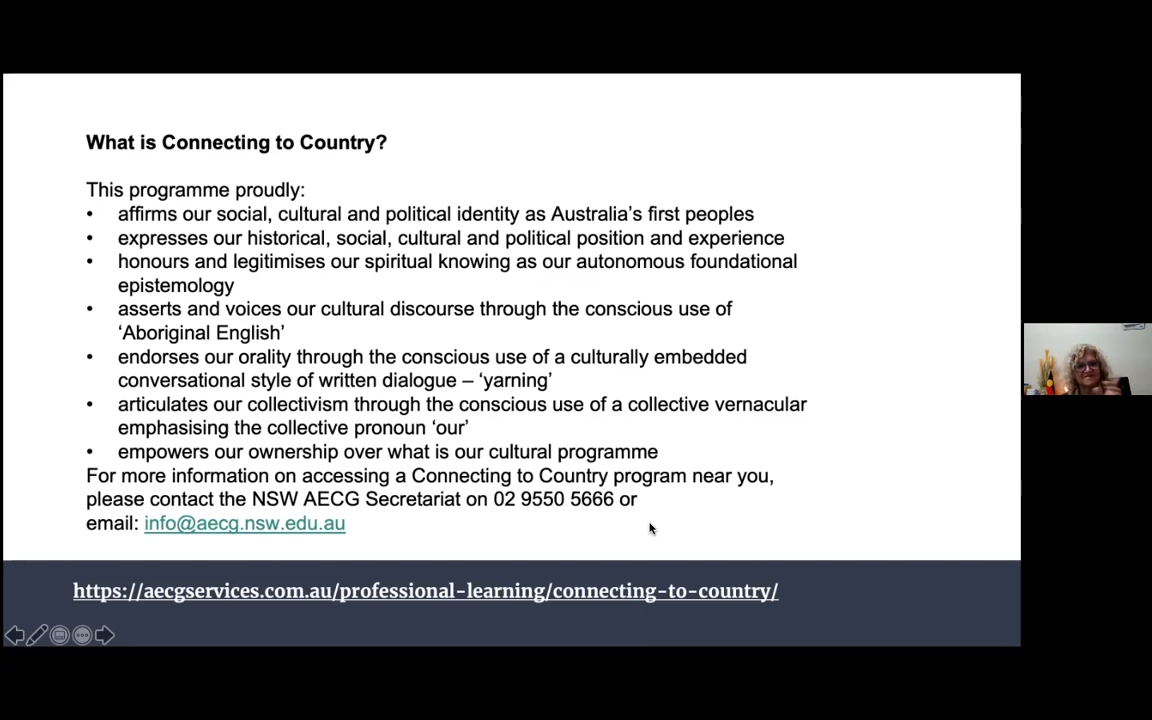 What is Connecting to Country?
This programme proudly:
• affirms our social, cultural and political identity as Australia’s first peoples
• expresses our historical, social, cultural and political position and experience
• honours and legitimises our spiritual knowing as our autonomous foundational
epistemology
• asserts and voices our cultural discourse through the conscious use of
‘Aboriginal English’
• endorses our orality through the conscious use of a culturally embedded
conversational style of written dialogue – ‘yarning’
• articulates our collectivism through the conscious use of a collective vernacular
emphasising the collective pronoun ‘our’
• empowers our ownership over what is our cultural programme
For more information on accessing a Connecting to Country program near you,
please contact the NSW AECG Secretariat on 02 9550 5666 or
email: info@aecg.nsw.edu.au
https://aecgservices.com.au/professional-learning/connecting-to-country/